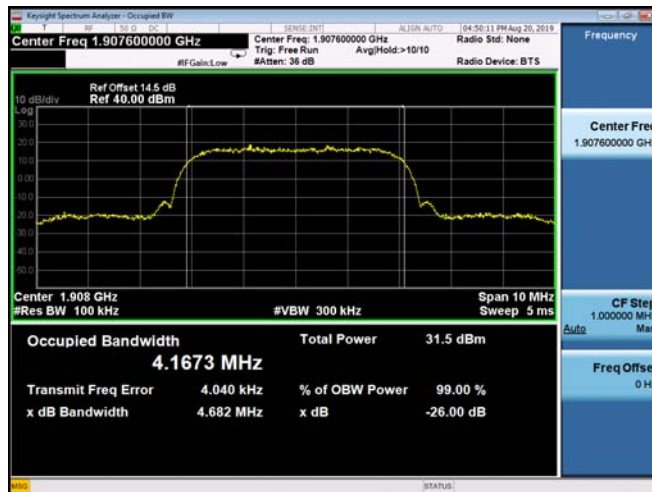 Keysight Spectrum Analyzer - Occupied BW
RF 50 Ω DC SENSE:INT ALIGN AUTO 04:50:11 PM Aug 20, 2019
Center Freq 1.907600000 GHz
Center Freq: 1.907600000 GHz Radio Std: None
Trig: Free Run Avg|Hold:>10/10
#IFGain:Low #Atten: 36 dB Radio Device: BTS
Ref Offset 14.5 dB
10 dB/div Ref 40.00 dBm
Log
30.0
20.0
10.0
0.00
10.0
20.0
30.0
40.0
50.0
Center 1.908 GHz Span 10 MHz
#Res BW 100 kHz #VBW 300 kHz Sweep 5 ms
Occupied Bandwidth Total Power 31.5 dBm
4.1673 MHz
Transmit Freq Error 4.040 kHz % of OBW Power 99.00 %
x dB Bandwidth 4.682 MHz x dB -26.00 dB
MSG STATUS
Frequency
Center Fre
1.907600000 GH
CF Step
1.000000 MH
Auto Ma
Freq Offse
0 H